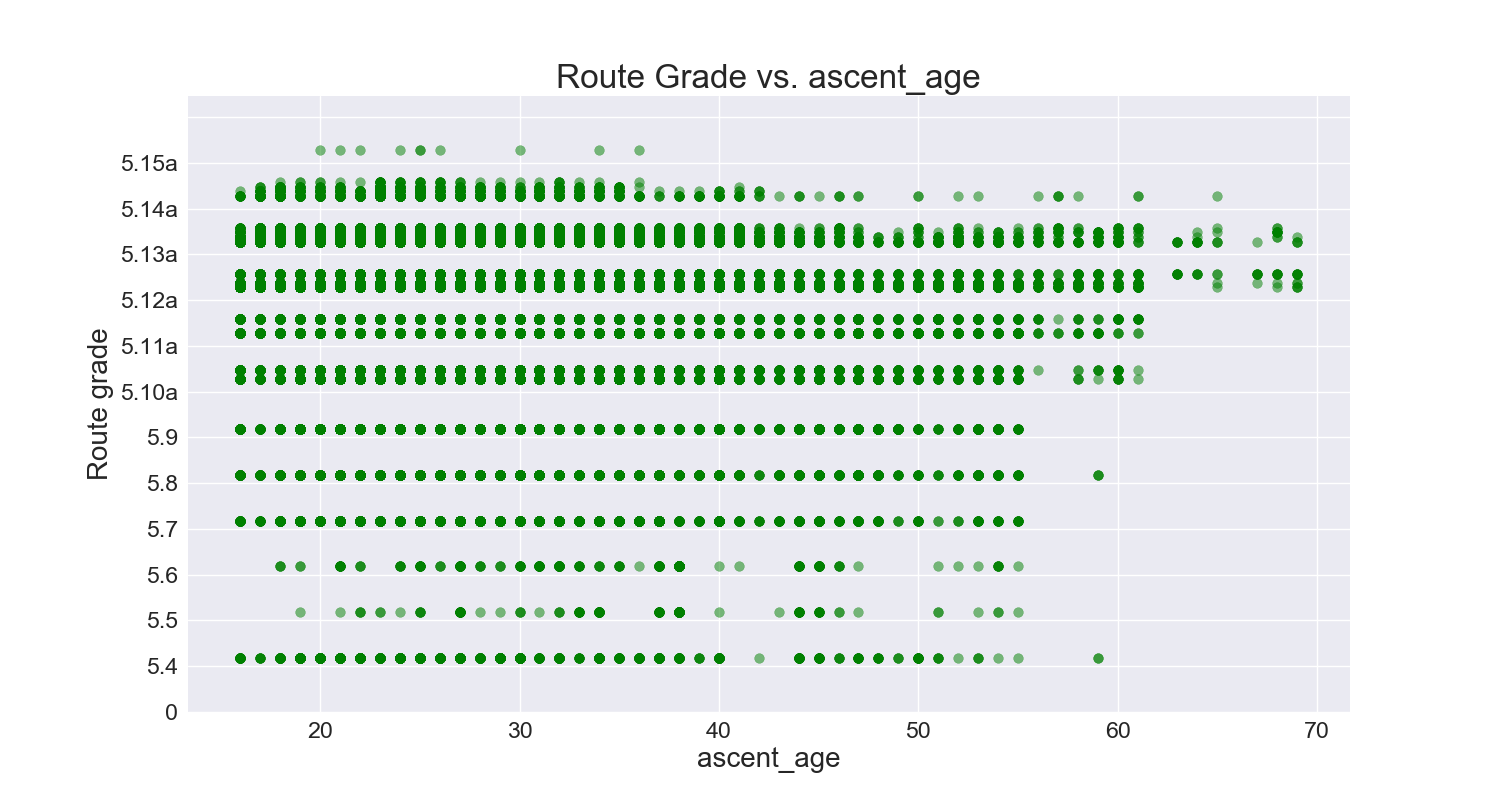 Route Grade vs. ascent_age
Route grade
5.15a
5.14a
5.13a
5.12a
5.11a
5.10a
5.9
5.8
5.7
5.6
5.5
5.4
0
20 30 40 50 60 70
ascent_age